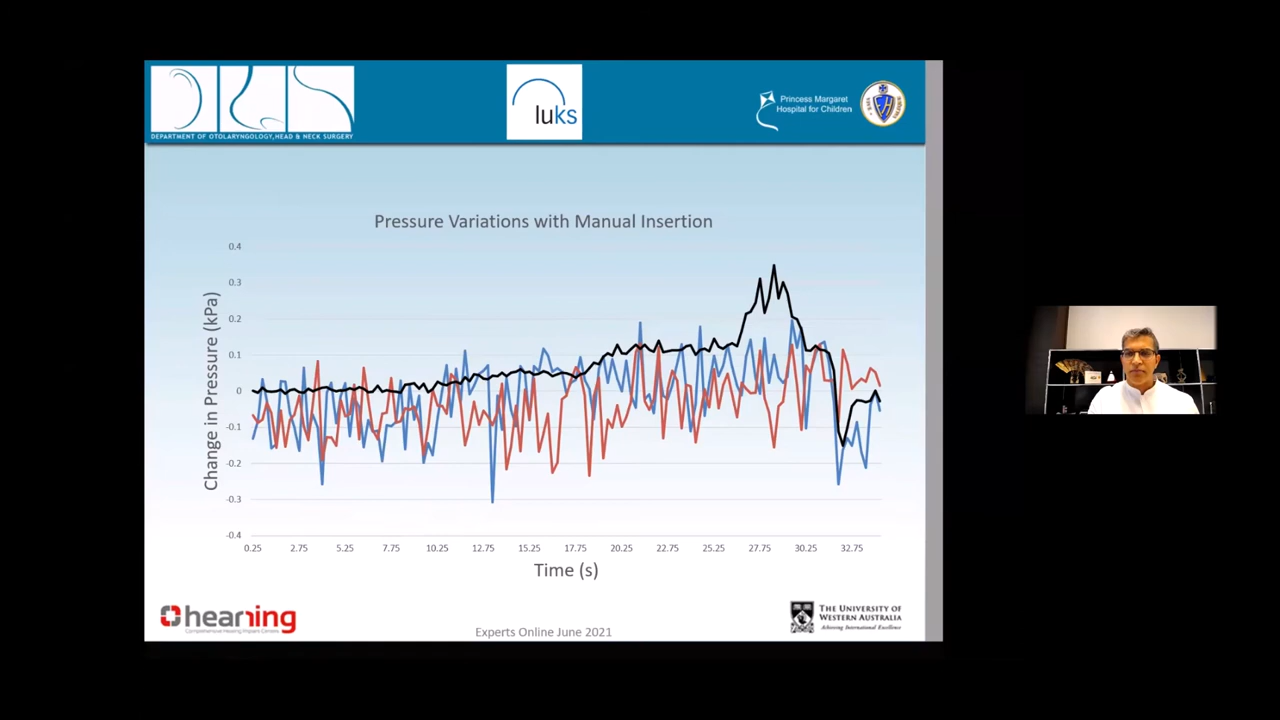 DEPARTMENT OF OTOLARYNGOLOGY, HEAD & NECK SURGERY
luks
Princess Margaret
Hospital for Children
Pressure Variations with Manual Insertion
Change in Pressure (kPa)
0.4
0.3
0.2
0.1
0
-0.1
-0.2
-0.3
-0.4
0.25 2.75 5.25 7.75 10.25 12.75 15.25 17.75 20.25 22.75 25.25 27.75 30.25 32.75
Time (s)
hearring
Comprehensive Hearing Implant Centers
Experts Online June 2021
THE UNIVERSITY OF
WESTERN AUSTRALIA
Achieving International Excellence